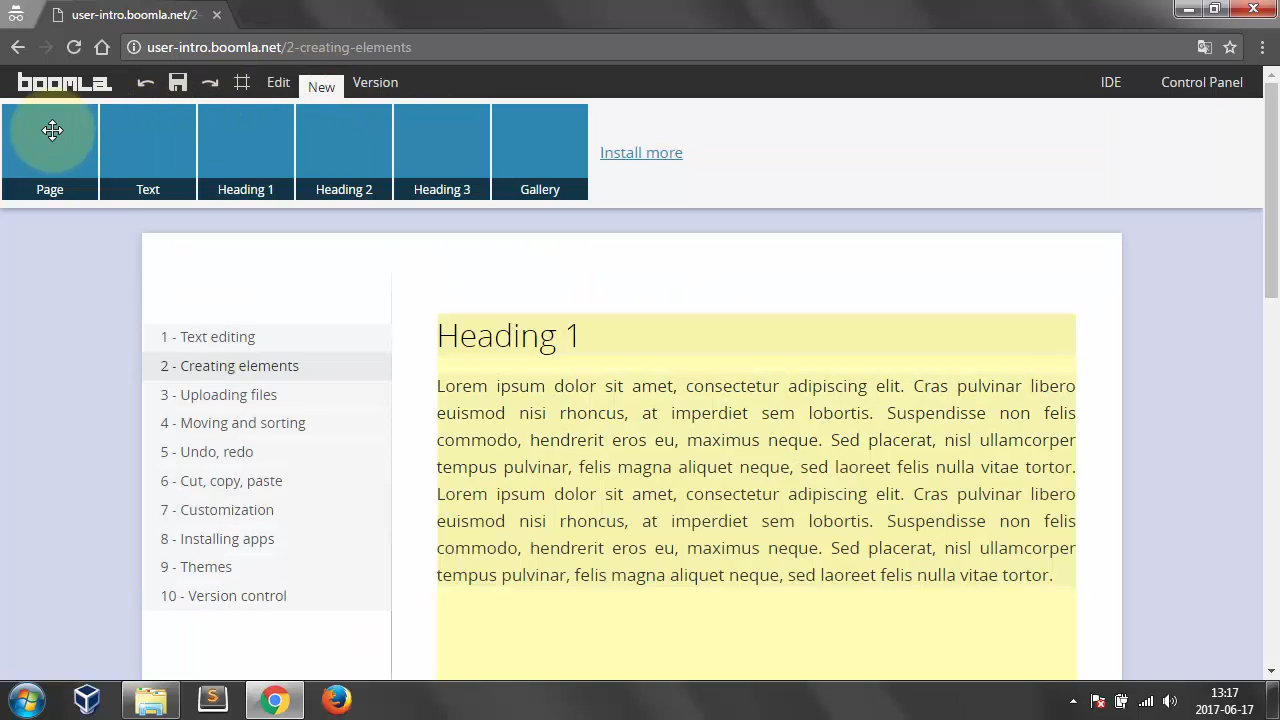 user-intro.boomla.net/2-
user-intro.boomla.net/2-creating-elements
boomla
Edit
New
Version
IDE
Control Panel
Page
Text
Heading 1
Heading 2
Heading 3
Gallery
Install more
1 - Text editing
2 - Creating elements
3 - Uploading files
4 - Moving and sorting
5 - Undo, redo
6 - Cut, copy, paste
7 - Customization
8 - Installing apps
9 - Themes
10 - Version control
Heading 1
Lorem ipsum dolor sit amet, consectetur adipiscing elit. Cras pulvinar libero
euismod nisi rhoncus, at imperdiet sem lobortis. Suspendisse non felis
commodo, hendrerit eros eu, maximus neque. Sed placerat, nisl ullamcorper
tempus pulvinar, felis magna aliquet neque, sed laoreet felis nulla vitae tortor.
Lorem ipsum dolor sit amet, consectetur adipiscing elit. Cras pulvinar libero
euismod nisi rhoncus, at imperdiet sem lobortis. Suspendisse non felis
commodo, hendrerit eros eu, maximus neque. Sed placerat, nisl ullamcorper
tempus pulvinar, felis magna aliquet neque, sed laoreet felis nulla vitae tortor.
13:17
2017-06-17